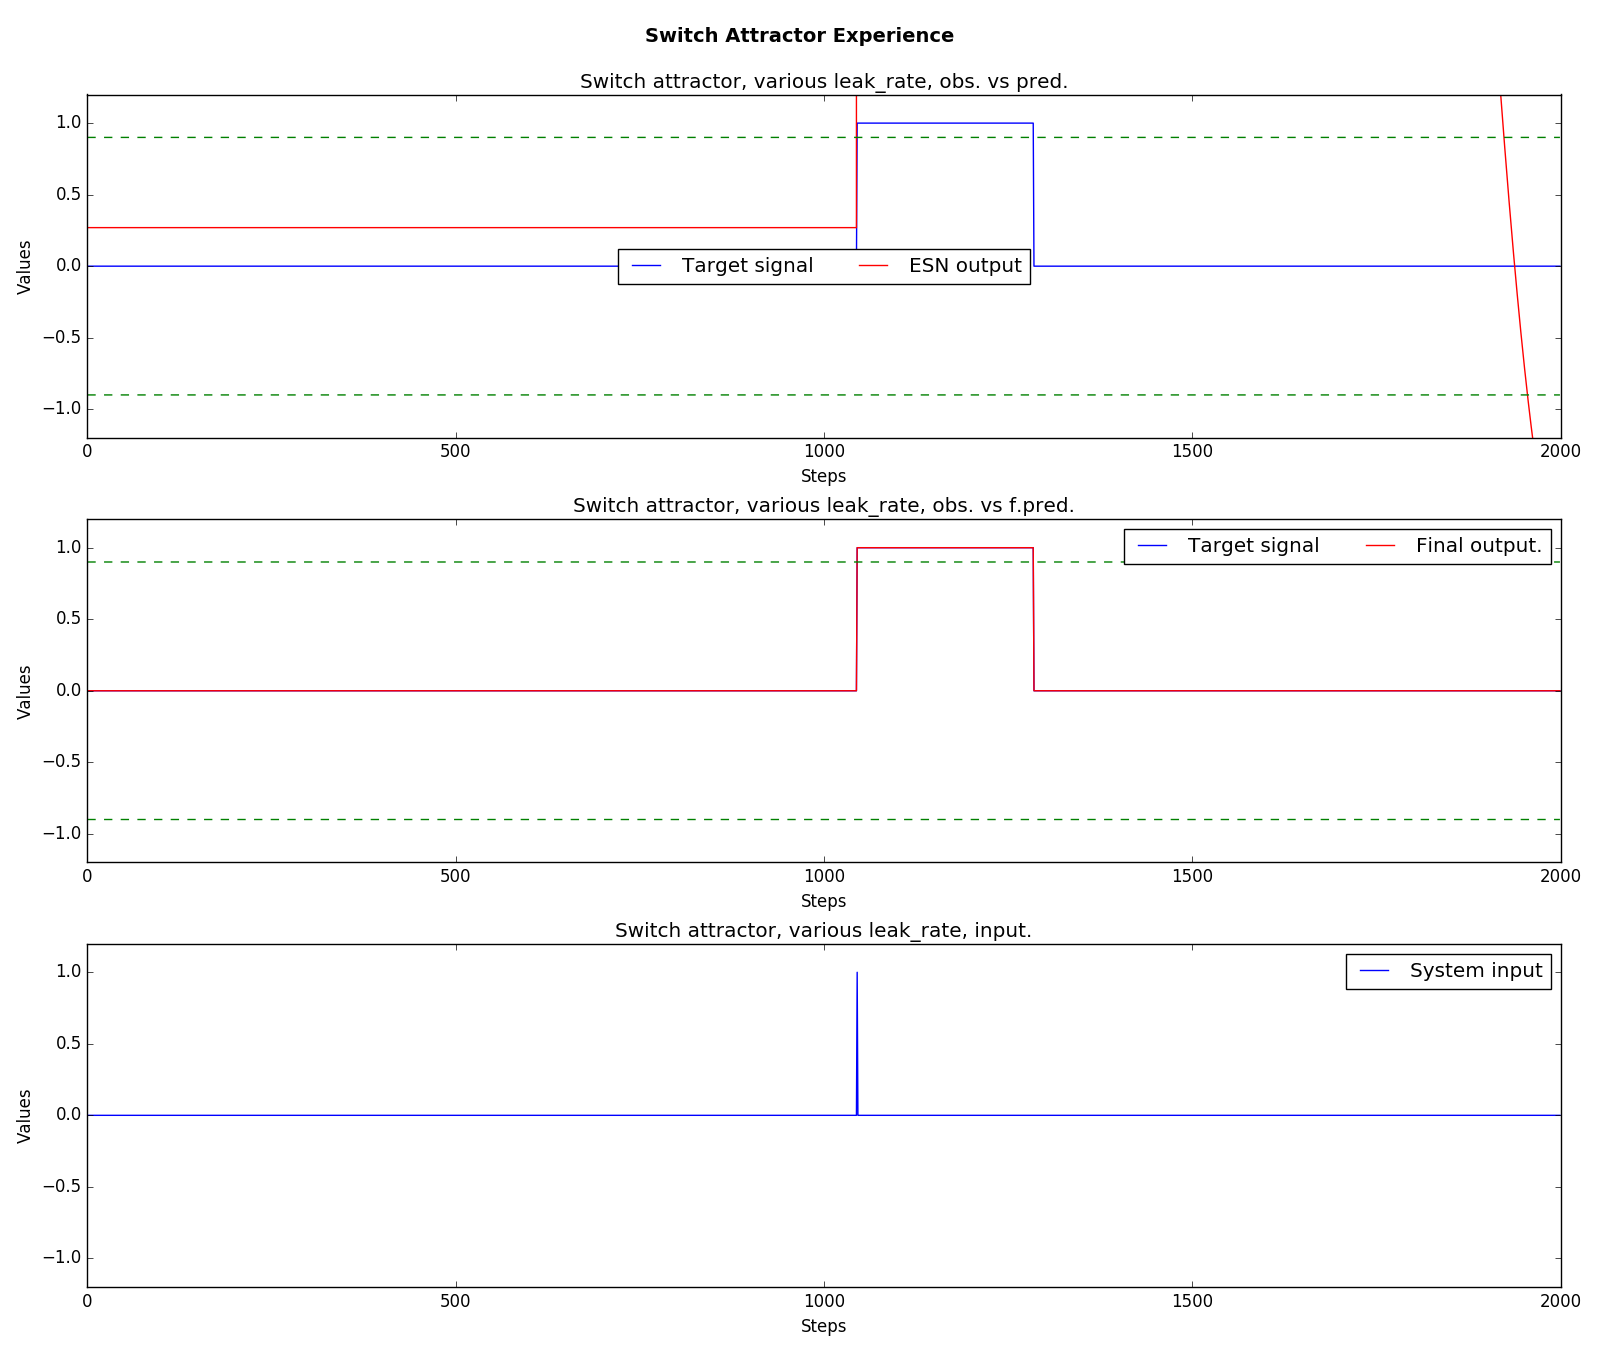 Switch Attractor Experience
Switch attractor, various leak_rate, obs. vs pred.
1.0
0.5
0.0
−0.5
−1.0
Values
Target signal ESN output
0 500 1000 1500 2000
Steps
Switch attractor, various leak_rate, obs. vs f.pred.
1.0
0.5
0.0
−0.5
−1.0
Values
Target signal Final output.
0 500 1000 1500 2000
Steps
Switch attractor, various leak_rate, input.
1.0
0.5
0.0
−0.5
−1.0
Values
System input
0 500 1000 1500 2000
Steps